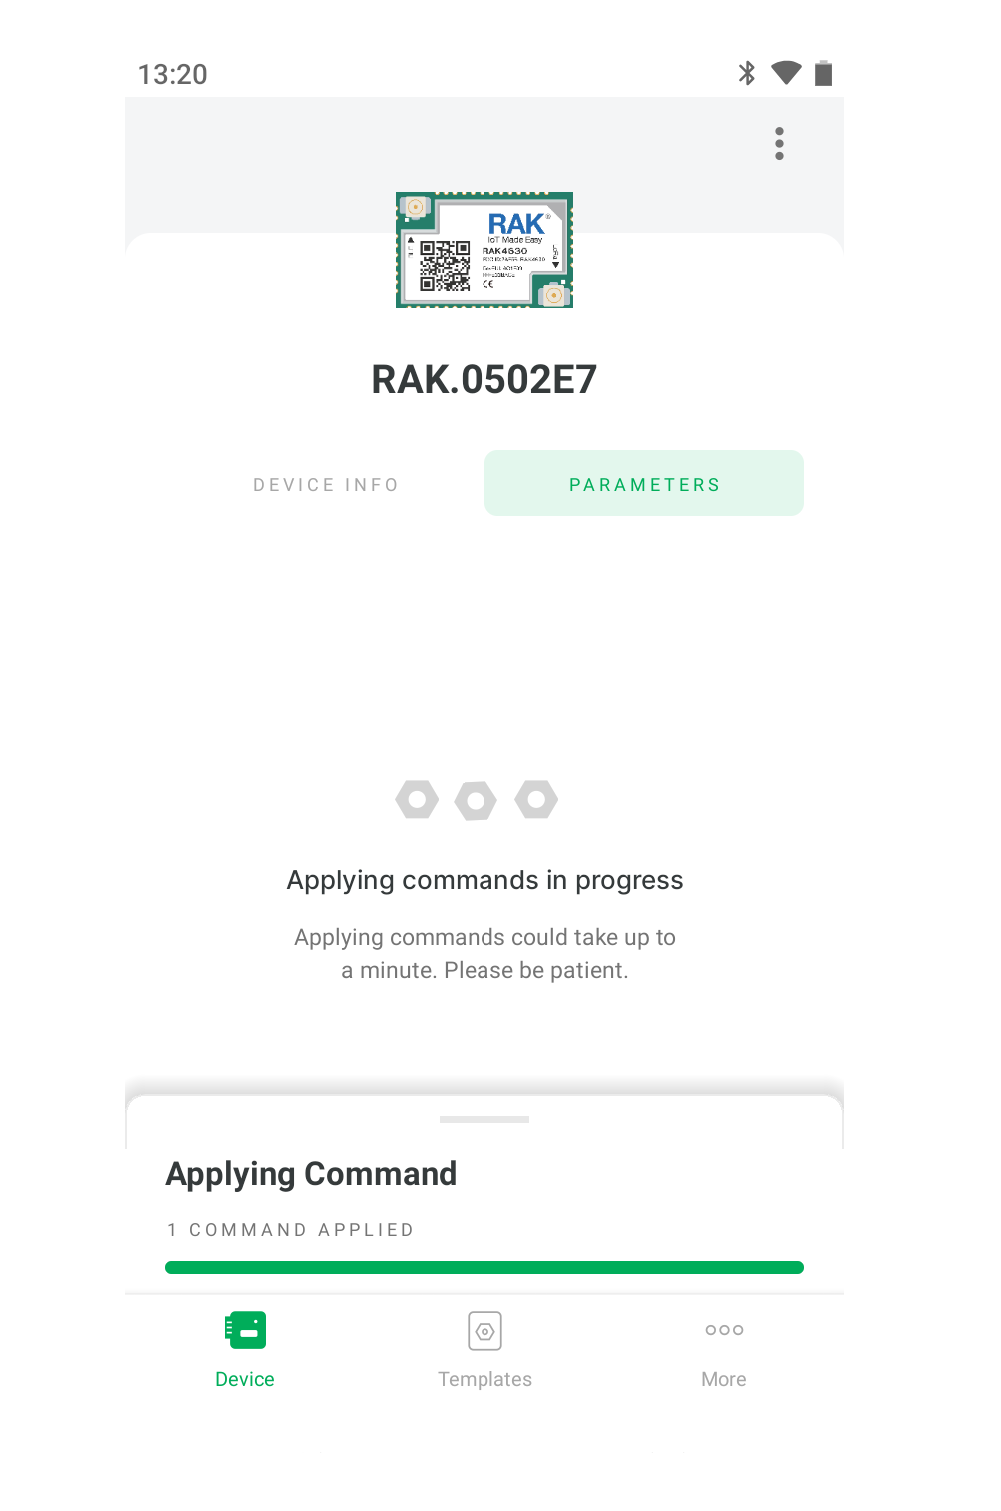 13:20
RAK®
IoT Made Easy
RAK4630
RAK.0502E7
DEVICE INFO
PARAMETERS
Applying commands in progress
Applying commands could take up to
a minute. Please be patient.
Applying Command
1 COMMAND APPLIED
Device
Templates
More